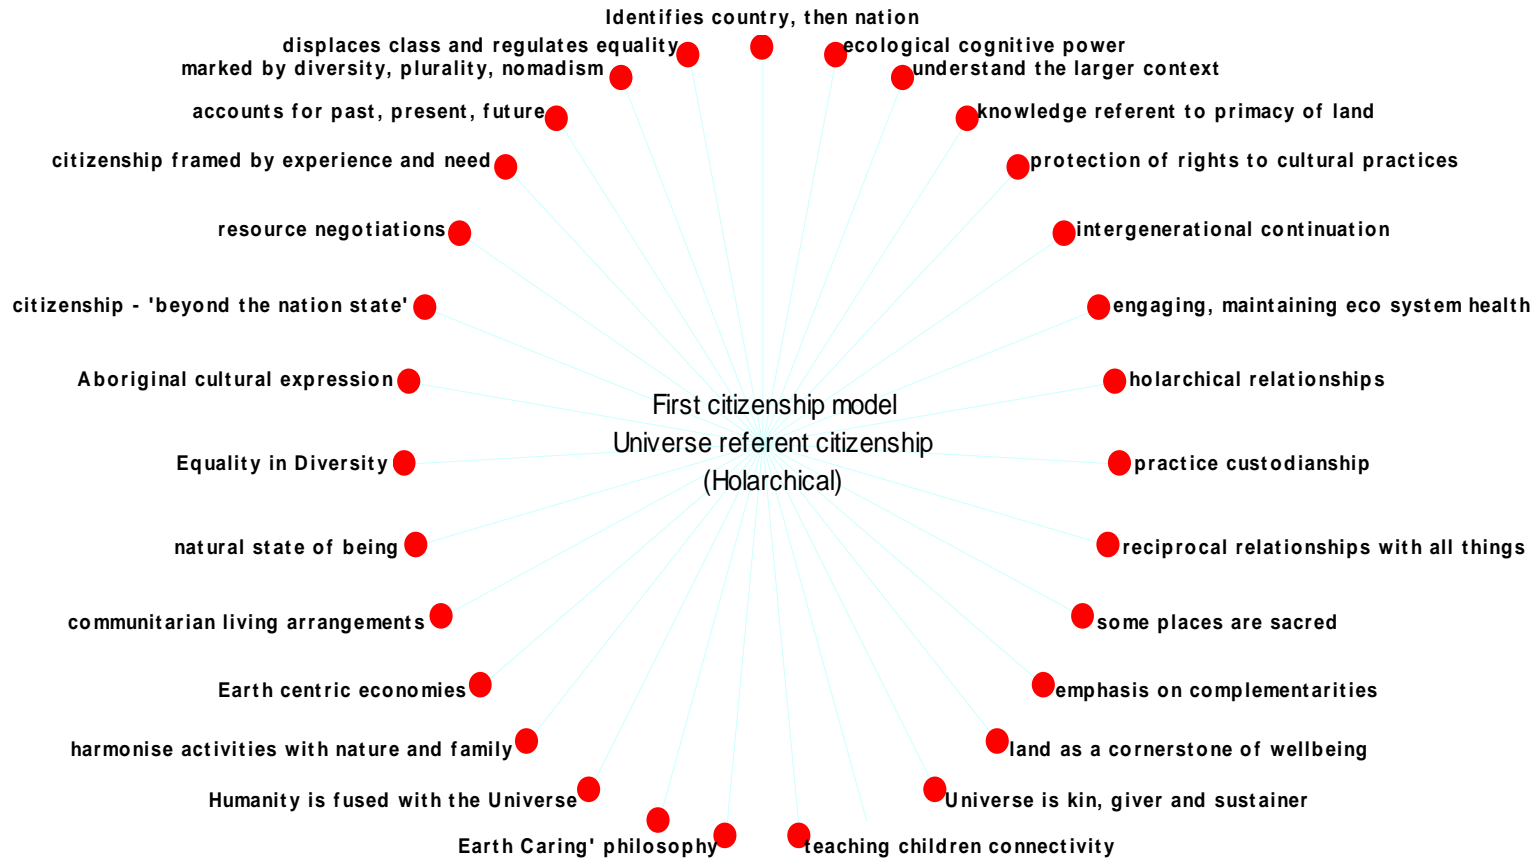 Identifies country, then nation
displaces class and regulates equality
ecological cognitive power
marked by diversity, plurality, nomadism
understand the larger context
accounts for past, present, future
knowledge referent to primacy of land
citizenship framed by experience and need
protection of rights to cultural practices
resource negotiations
intergenerational continuation
citizenship - 'beyond the nation state'
engaging, maintaining eco system health
Aboriginal cultural expression
holarchical relationships
First citizenship model
Universe referent citizenship
(Holarchical)
Equality in Diversity
practice custodianship
natural state of being
reciprocal relationships with all things
communitarian living arrangements
some places are sacred
Earth centric economies
emphasis on complementarities
harmonise activities with nature and family
land as a cornerstone of wellbeing
Humanity is fused with the Universe
Universe is kin, giver and sustainer
Earth Caring' philosophy
teaching children connectivity